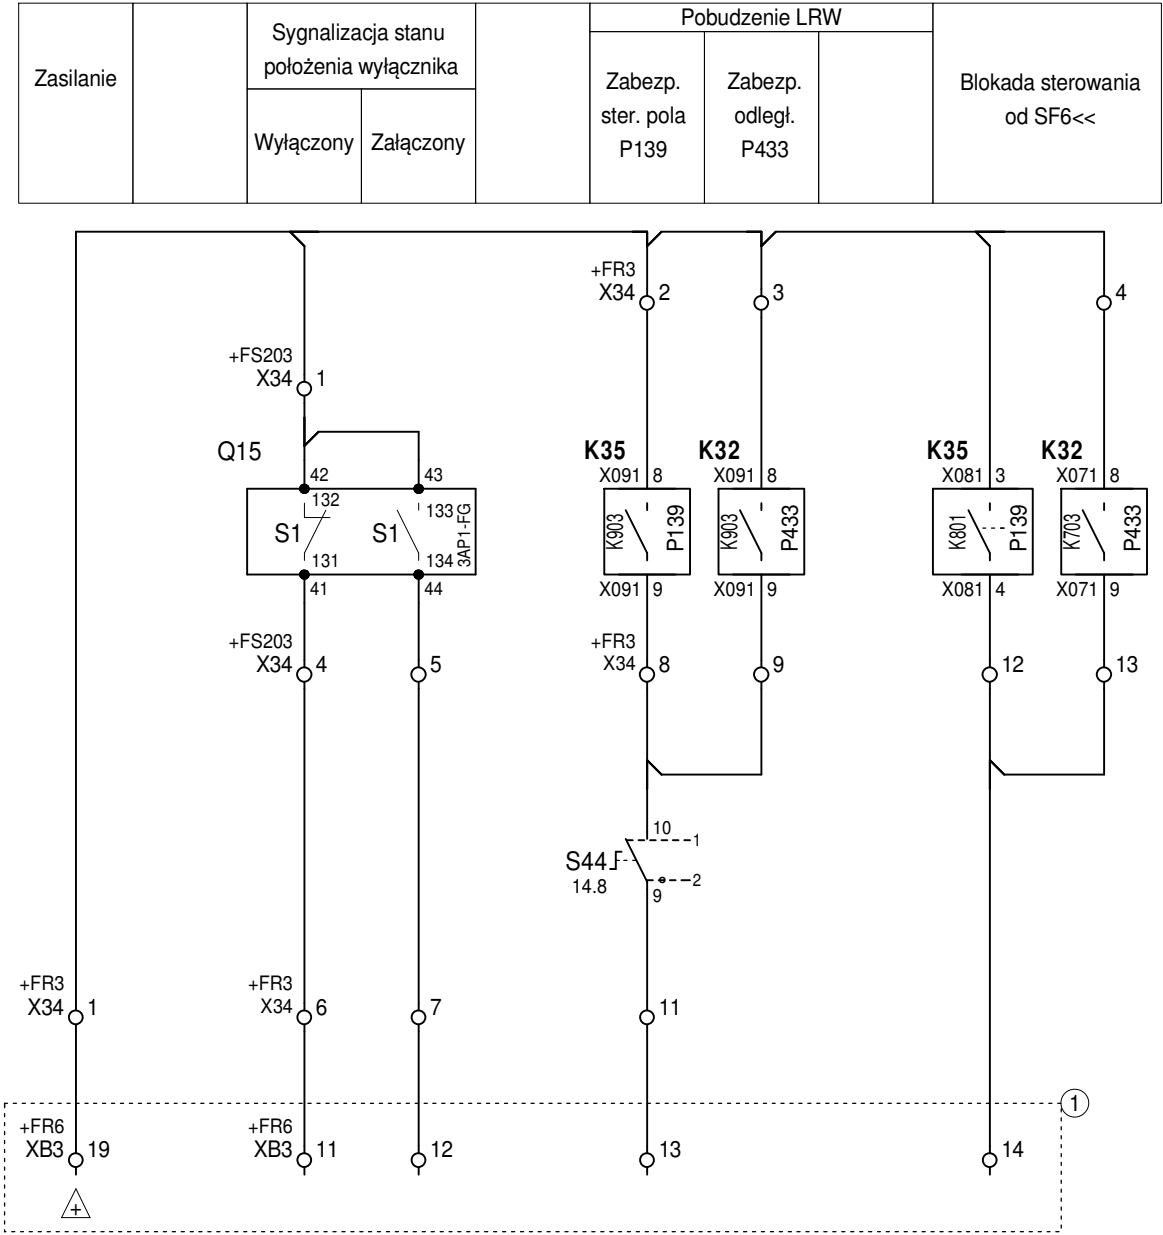 Zasilanie
Sygnalizacja stanu
położenia wyłącznika
Wyłączony
Załączony
Pobudzenie LRW
Zabezp.
ster. pola
P139
Zabezp.
odległ.
P433
Blokada sterowania
od SF6<<
+FR3
X34 2
3
4
+FS203
X34 1
Q15
42
43
K35
X091 8
K32
X091 8
K35
X081 3
K32
X071 8
132
S1
131
133
S1
134
3AP1-FG
K903
P139
K903
P433
K801
P139
K703
P433
41
44
X091 9
X091 9
X081 4
X071 9
+FS203
X34 4
5
+FR3
X34 8
9
12
13
10
1
S44
14.8
2
9
+FR3
X34 1
+FR3
X34 6
7
11
1
+FR6
XB3 19
+FR6
XB3 11
12
13
14
+